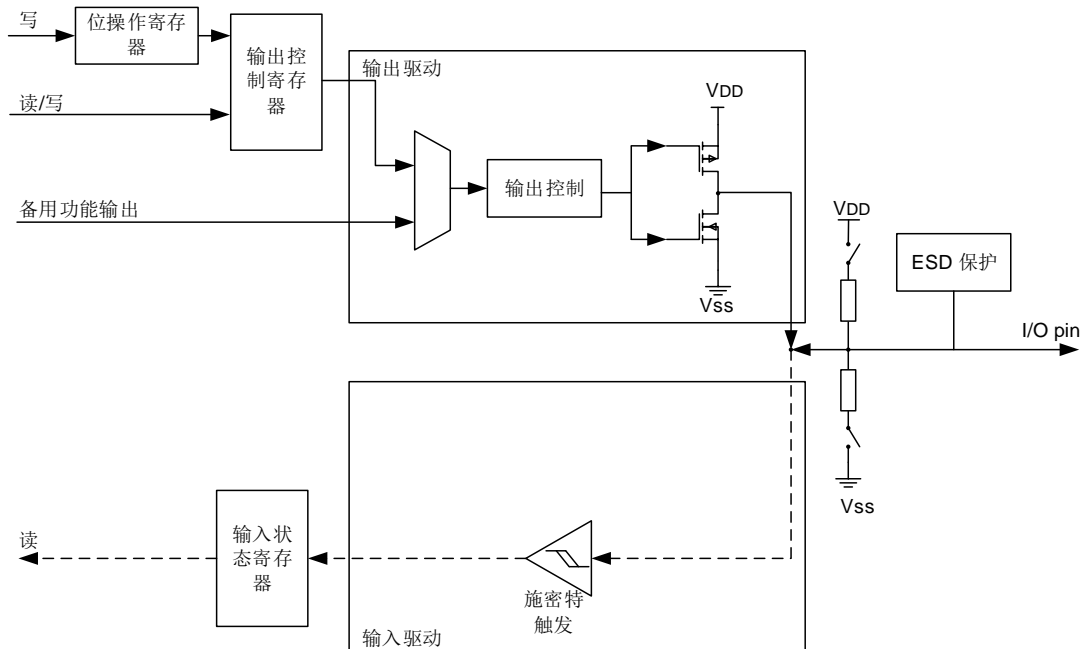 写
位操作寄存
器
输出控
制寄存
器
读/写
备用功能输出
输出驱动
VDD
输出控制
Vss
VDD
ESD 保护
I/O pin
Vss
读
输入状
态寄存
器
施密特
触发
输入驱动